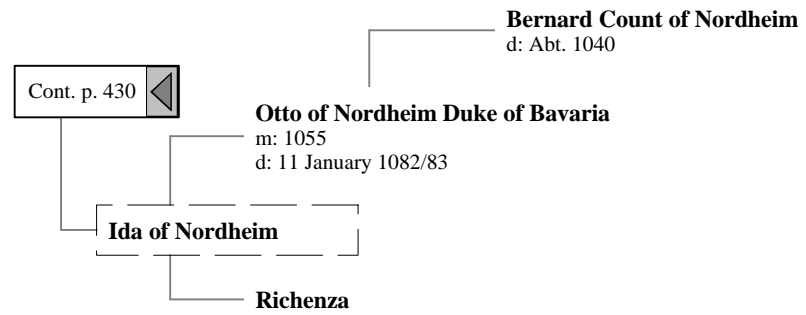 Bernard Count of Nordheim
d: Abt. 1040
Cont. p. 430
Otto of Nordheim Duke of Bavaria
m: 1055
d: 11 January 1082/83
Ida of Nordheim
Richenza